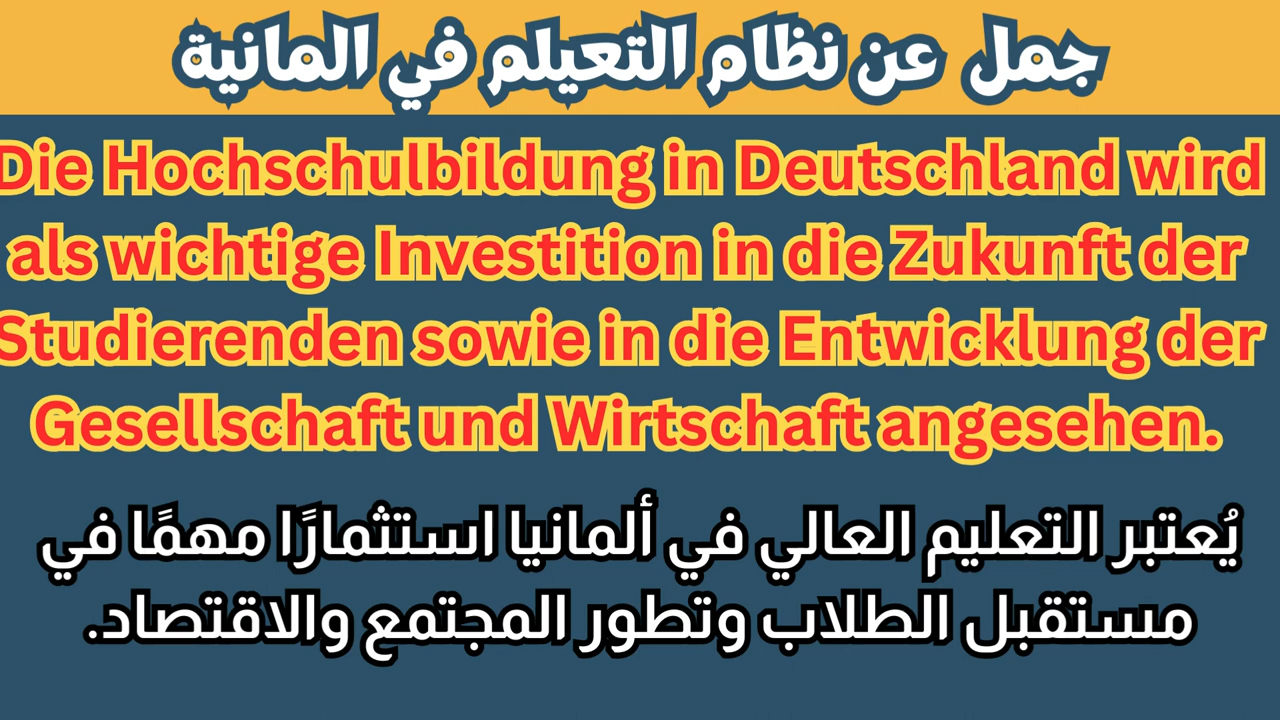 جمل عن نظام التعيلم في المانية
Die Hochschulbildung in Deutschland wird
als wichtige Investition in die Zukunft der
Studierenden sowie in die Entwicklung der
Gesellschaft und Wirtschaft angesehen.
يُعتبر التعليم العالي في ألمانيا استثمارًا مهمًا في
مستقبل الطلاب وتطور المجتمع والاقتصاد.